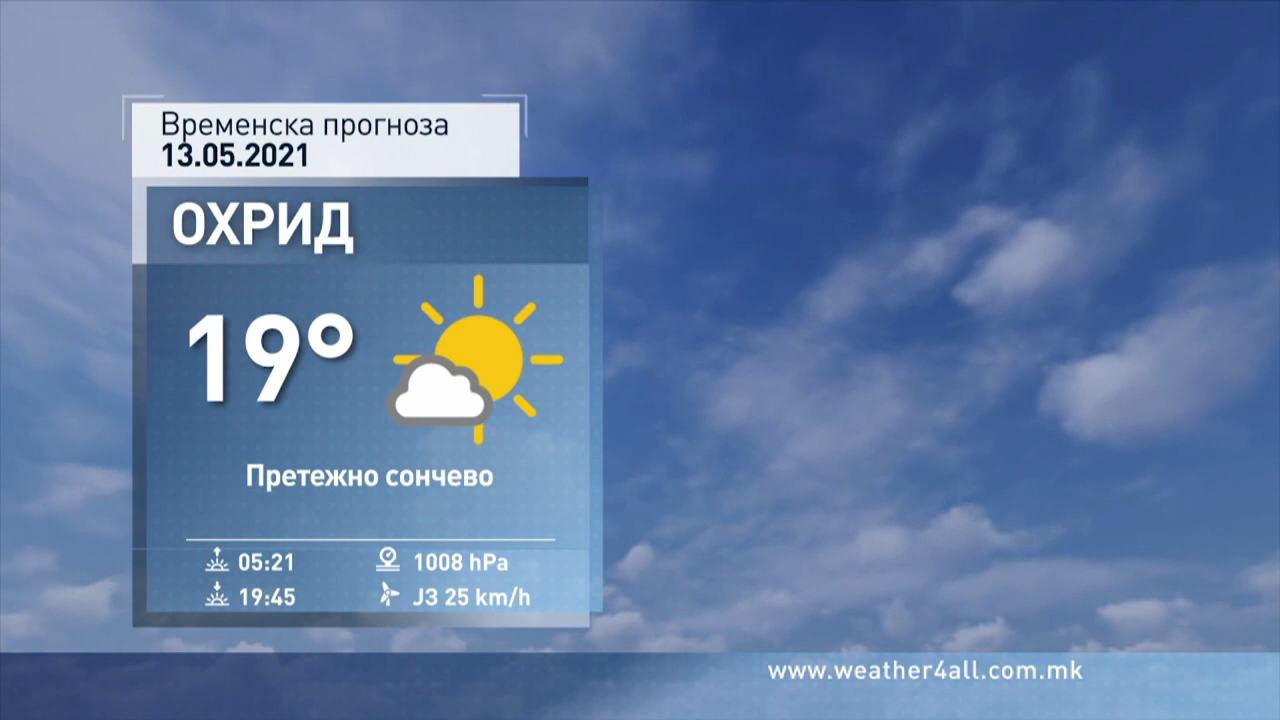 Временска прогноза
13.05.2021
ОХРИД
19°
Претежно сончево
05:21
1008 hPa
19:45
ЈЗ 25 km/h
www.weather4all.com.mk